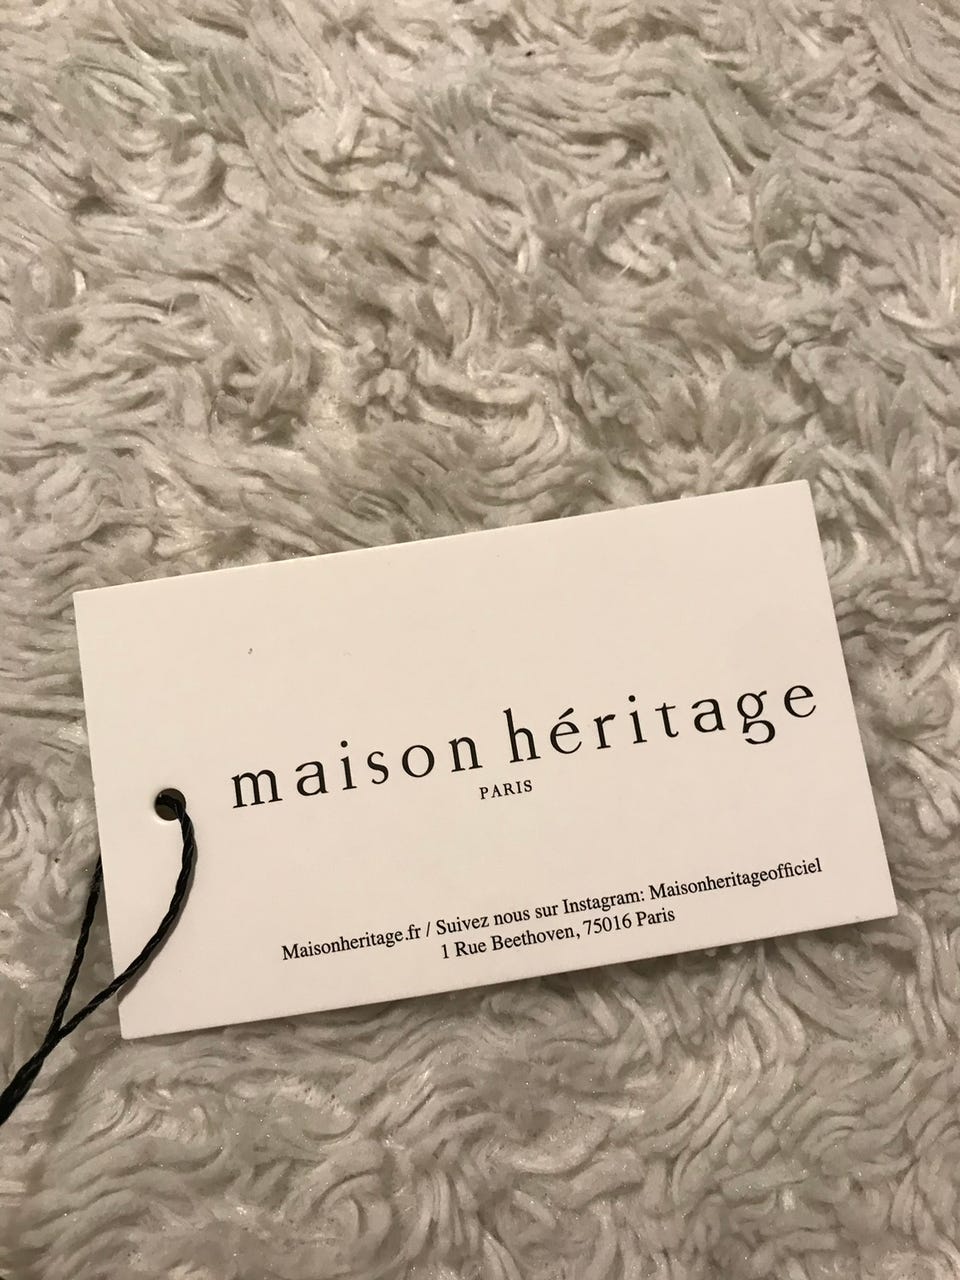 maison héritage
PARIS
Maisonheritage.fr / Suivez nous sur Instagram: Maisonheritageofficiel
1 Rue Beethoven, 75016 Paris